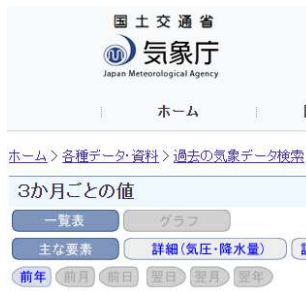 国土交通省
気象庁
Japan Meteorological Agency
ホーム
ホーム > 各種データ・資料 > 過去の気象データ検索
3か月ごとの値
一覧表 グラフ
主な要素 詳細(気圧・降水量)
前年 前月 前日 翌日 翌月 翌年